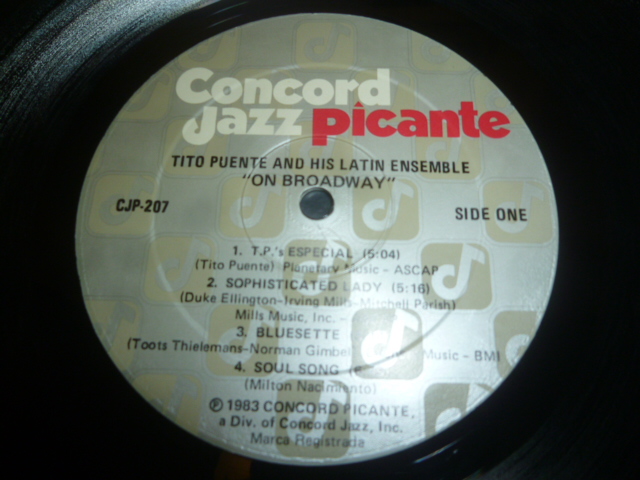 Concord
Jazz picante
TITO PUENTE AND HIS LATIN ENSEMBLE
"ON BROADWAY"
CJP-207
SIDE ONE
1. T.P.'s ESPECIAL (5:04)
(Tito Puente) Planetary Music - ASCAP
2. SOPHISTICATED LADY (5:16)
(Duke Ellington-Irving Mills-Mitchell Parish)
Mills Music, Inc. -
3. BLUESETTE
(Toots Thielemans-Norman Gimbel Music - BMI
4. SOUL SONG
(Milton Nacimiento)
℗ 1983 CONCORD PICANTE,
a Div. of Concord Jazz, Inc.
Marca Registrada